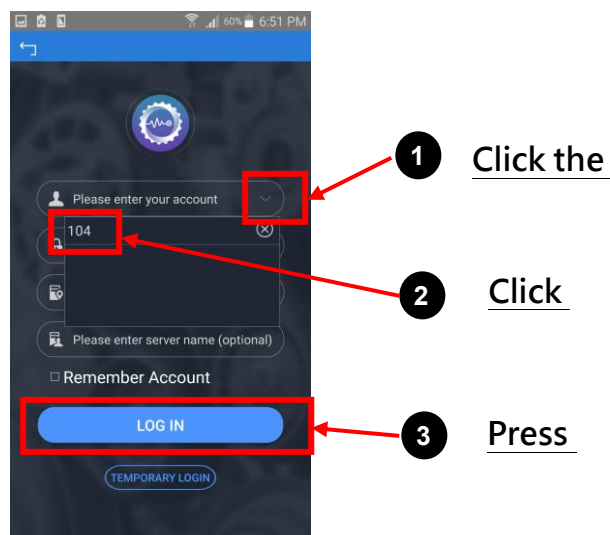 60% 6:51 PM
1 Click the
Please enter your account
104
2 Click
Please enter server name (optional)
Remember Account
LOG IN
3 Press
TEMPORARY LOGIN